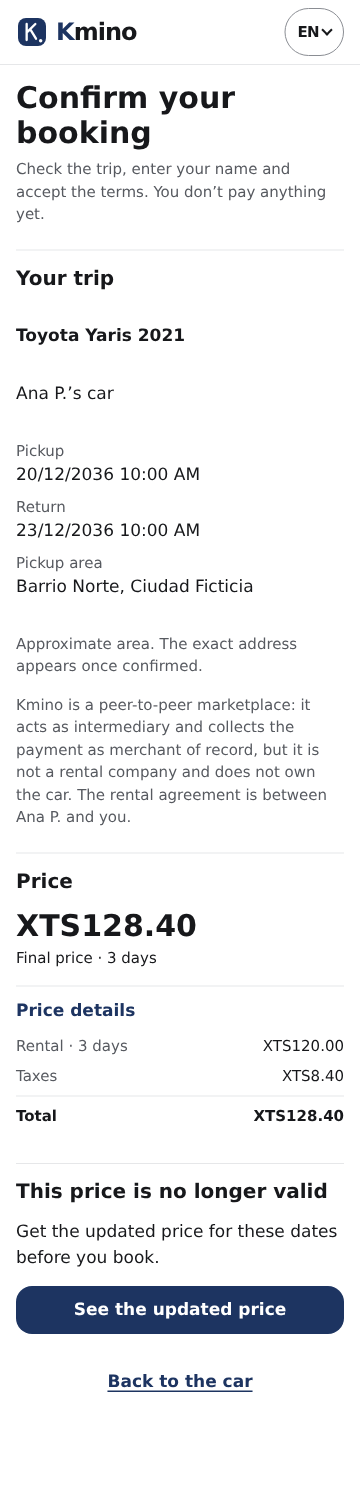 K. Kmino
EN
Confirm your
booking
Check the trip, enter your name and
accept the terms. You don’t pay anything
yet.
Your trip
Toyota Yaris 2021
Ana P.’s car
Pickup
20/12/2036 10:00 AM
Return
23/12/2036 10:00 AM
Pickup area
Barrio Norte, Ciudad Ficticia
Approximate area. The exact address
appears once confirmed.
Kmino is a peer-to-peer marketplace: it
acts as intermediary and collects the
payment as merchant of record, but it is
not a rental company and does not own
the car. The rental agreement is between
Ana P. and you.
Price
XTS128.40
Final price · 3 days
Price details
Rental · 3 days XTS120.00
Taxes XTS8.40
Total XTS128.40
This price is no longer valid
Get the updated price for these dates
before you book.
See the updated price
Back to the car